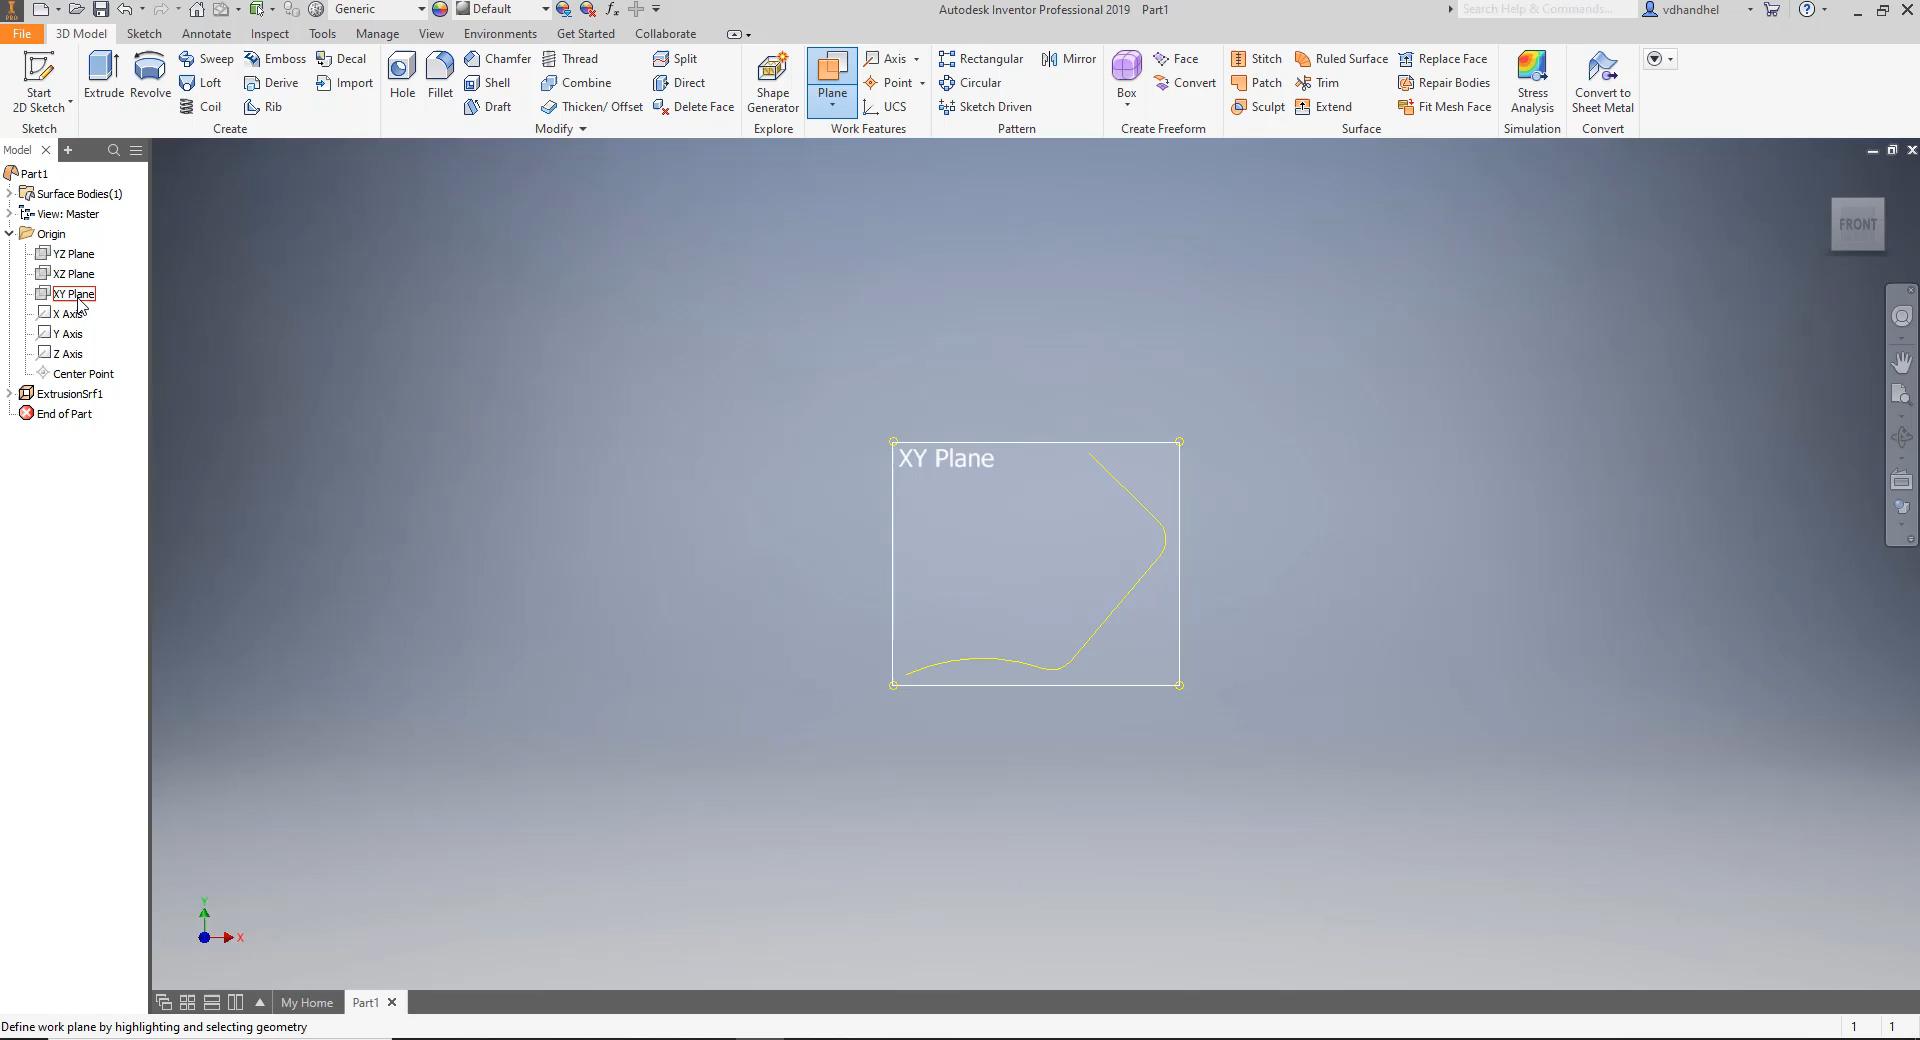 Generic
Default
fx
Autodesk Inventor Professional 2019 Part1
Search Help & Commands...
vdhandhel
File
3D Model
Sketch
Annotate
Inspect
Tools
Manage
View
Environments
Get Started
Collaborate
Start
2D Sketch
Extrude
Revolve
Sweep
Emboss
Decal
Loft
Derive
Import
Coil
Rib
Hole
Fillet
Chamfer
Thread
Split
Shell
Combine
Direct
Draft
Thicken/ Offset
Delete Face
Shape
Generator
Plane
Axis
Point
UCS
Rectangular
Mirror
Circular
Sketch Driven
Box
Face
Convert
Stitch
Ruled Surface
Replace Face
Patch
Trim
Repair Bodies
Sculpt
Extend
Fit Mesh Face
Stress
Analysis
Convert to
Sheet Metal
Sketch
Create
Modify
Explore
Work Features
Pattern
Create Freeform
Surface
Simulation
Convert
Model
Part1
Surface Bodies(1)
View: Master
Origin
YZ Plane
XZ Plane
XY Plane
X Axis
Y Axis
Z Axis
Center Point
ExtrusionSrf1
End of Part
FRONT
XY Plane
Y
X
My Home
Part1
Define work plane by highlighting and selecting geometry
1 1